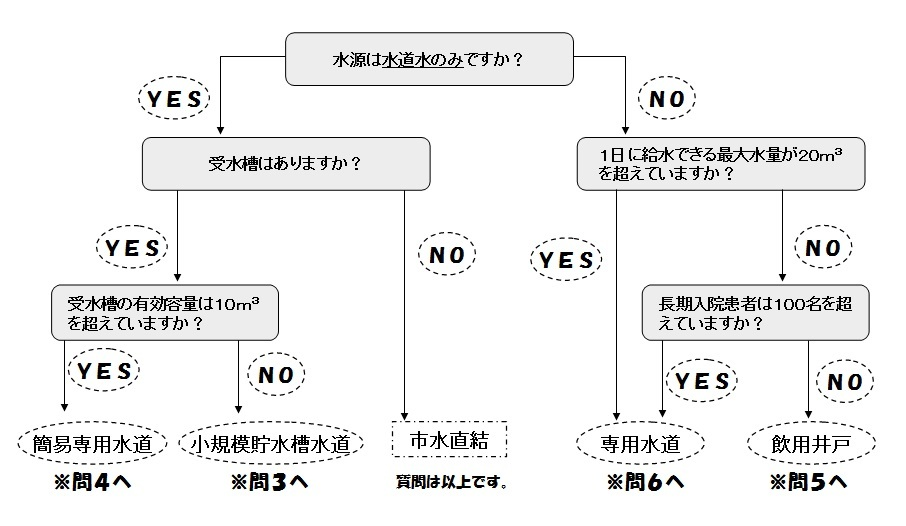 水源は水道水のみですか？
YES
NO
受水槽はありますか？
1日に給水できる最大水量が20m³
を超えていますか？
YES
NO
YES
NO
受水槽の有効容量は10m³
を超えていますか？
長期入院患者は100名を超
えていますか？
YES
NO
YES
NO
簡易専用水道
小規模貯水槽水道
市水直結
専用水道
飲用井戸
※問4へ
※問3へ
質問は以上です。
※問6へ
※問5へ